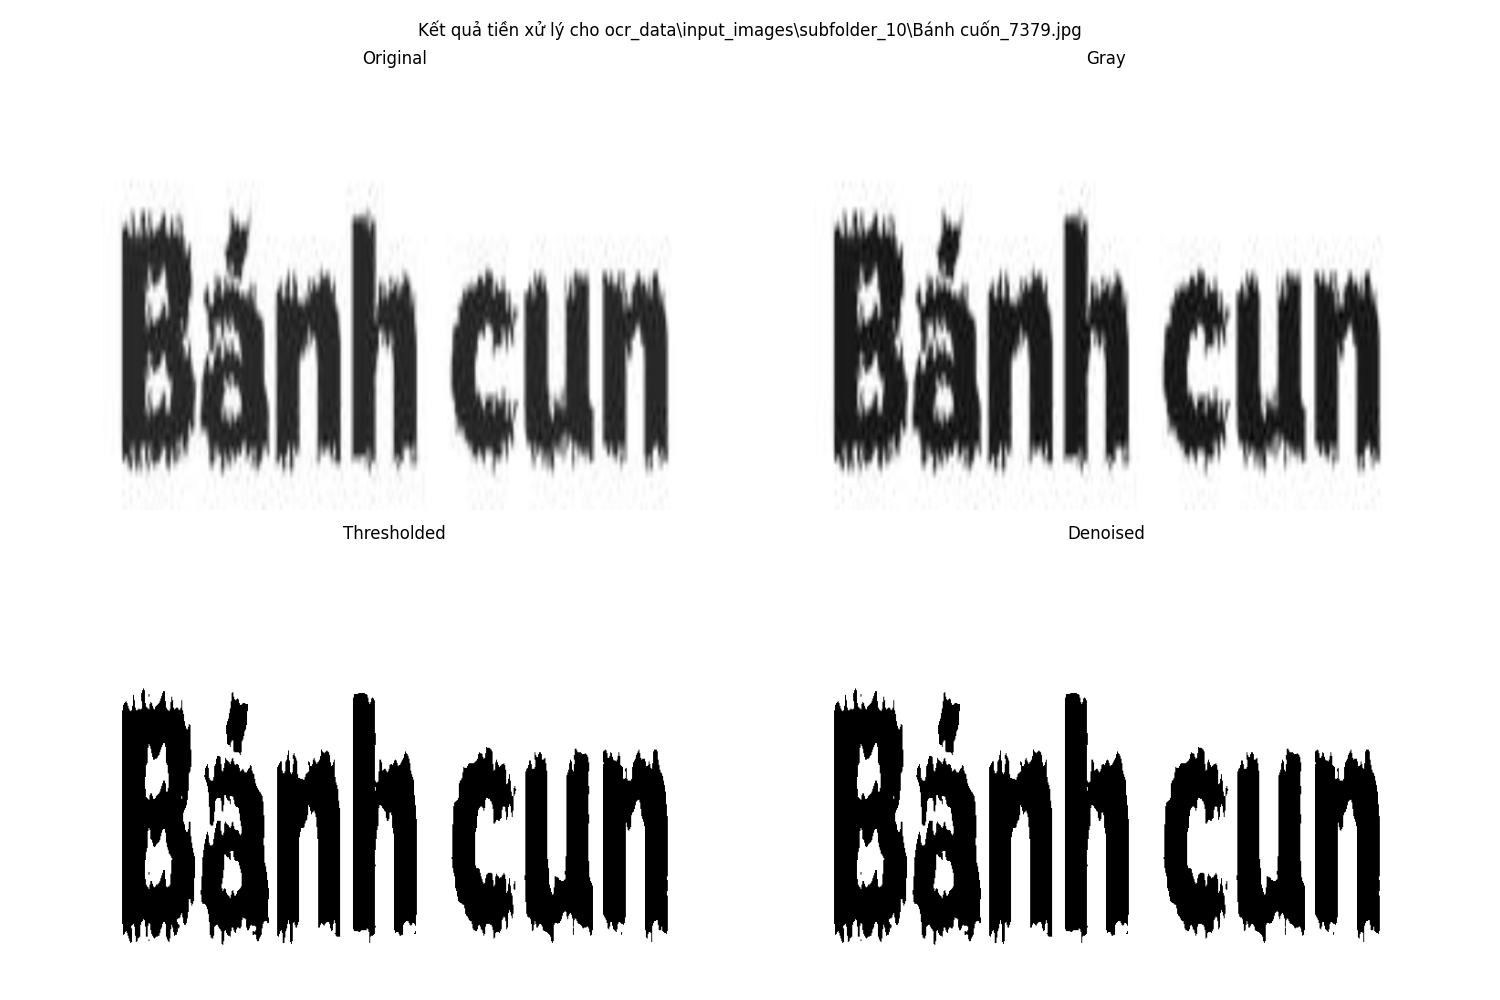 Kết quả tiền xử lý cho ocr_data\input_images\subfolder_10\Bánh cuốn_7379.jpg
Original
Gray
Bánh cun
Bánh cun
Thresholded
Denoised
Bánh cun
Bánh cun